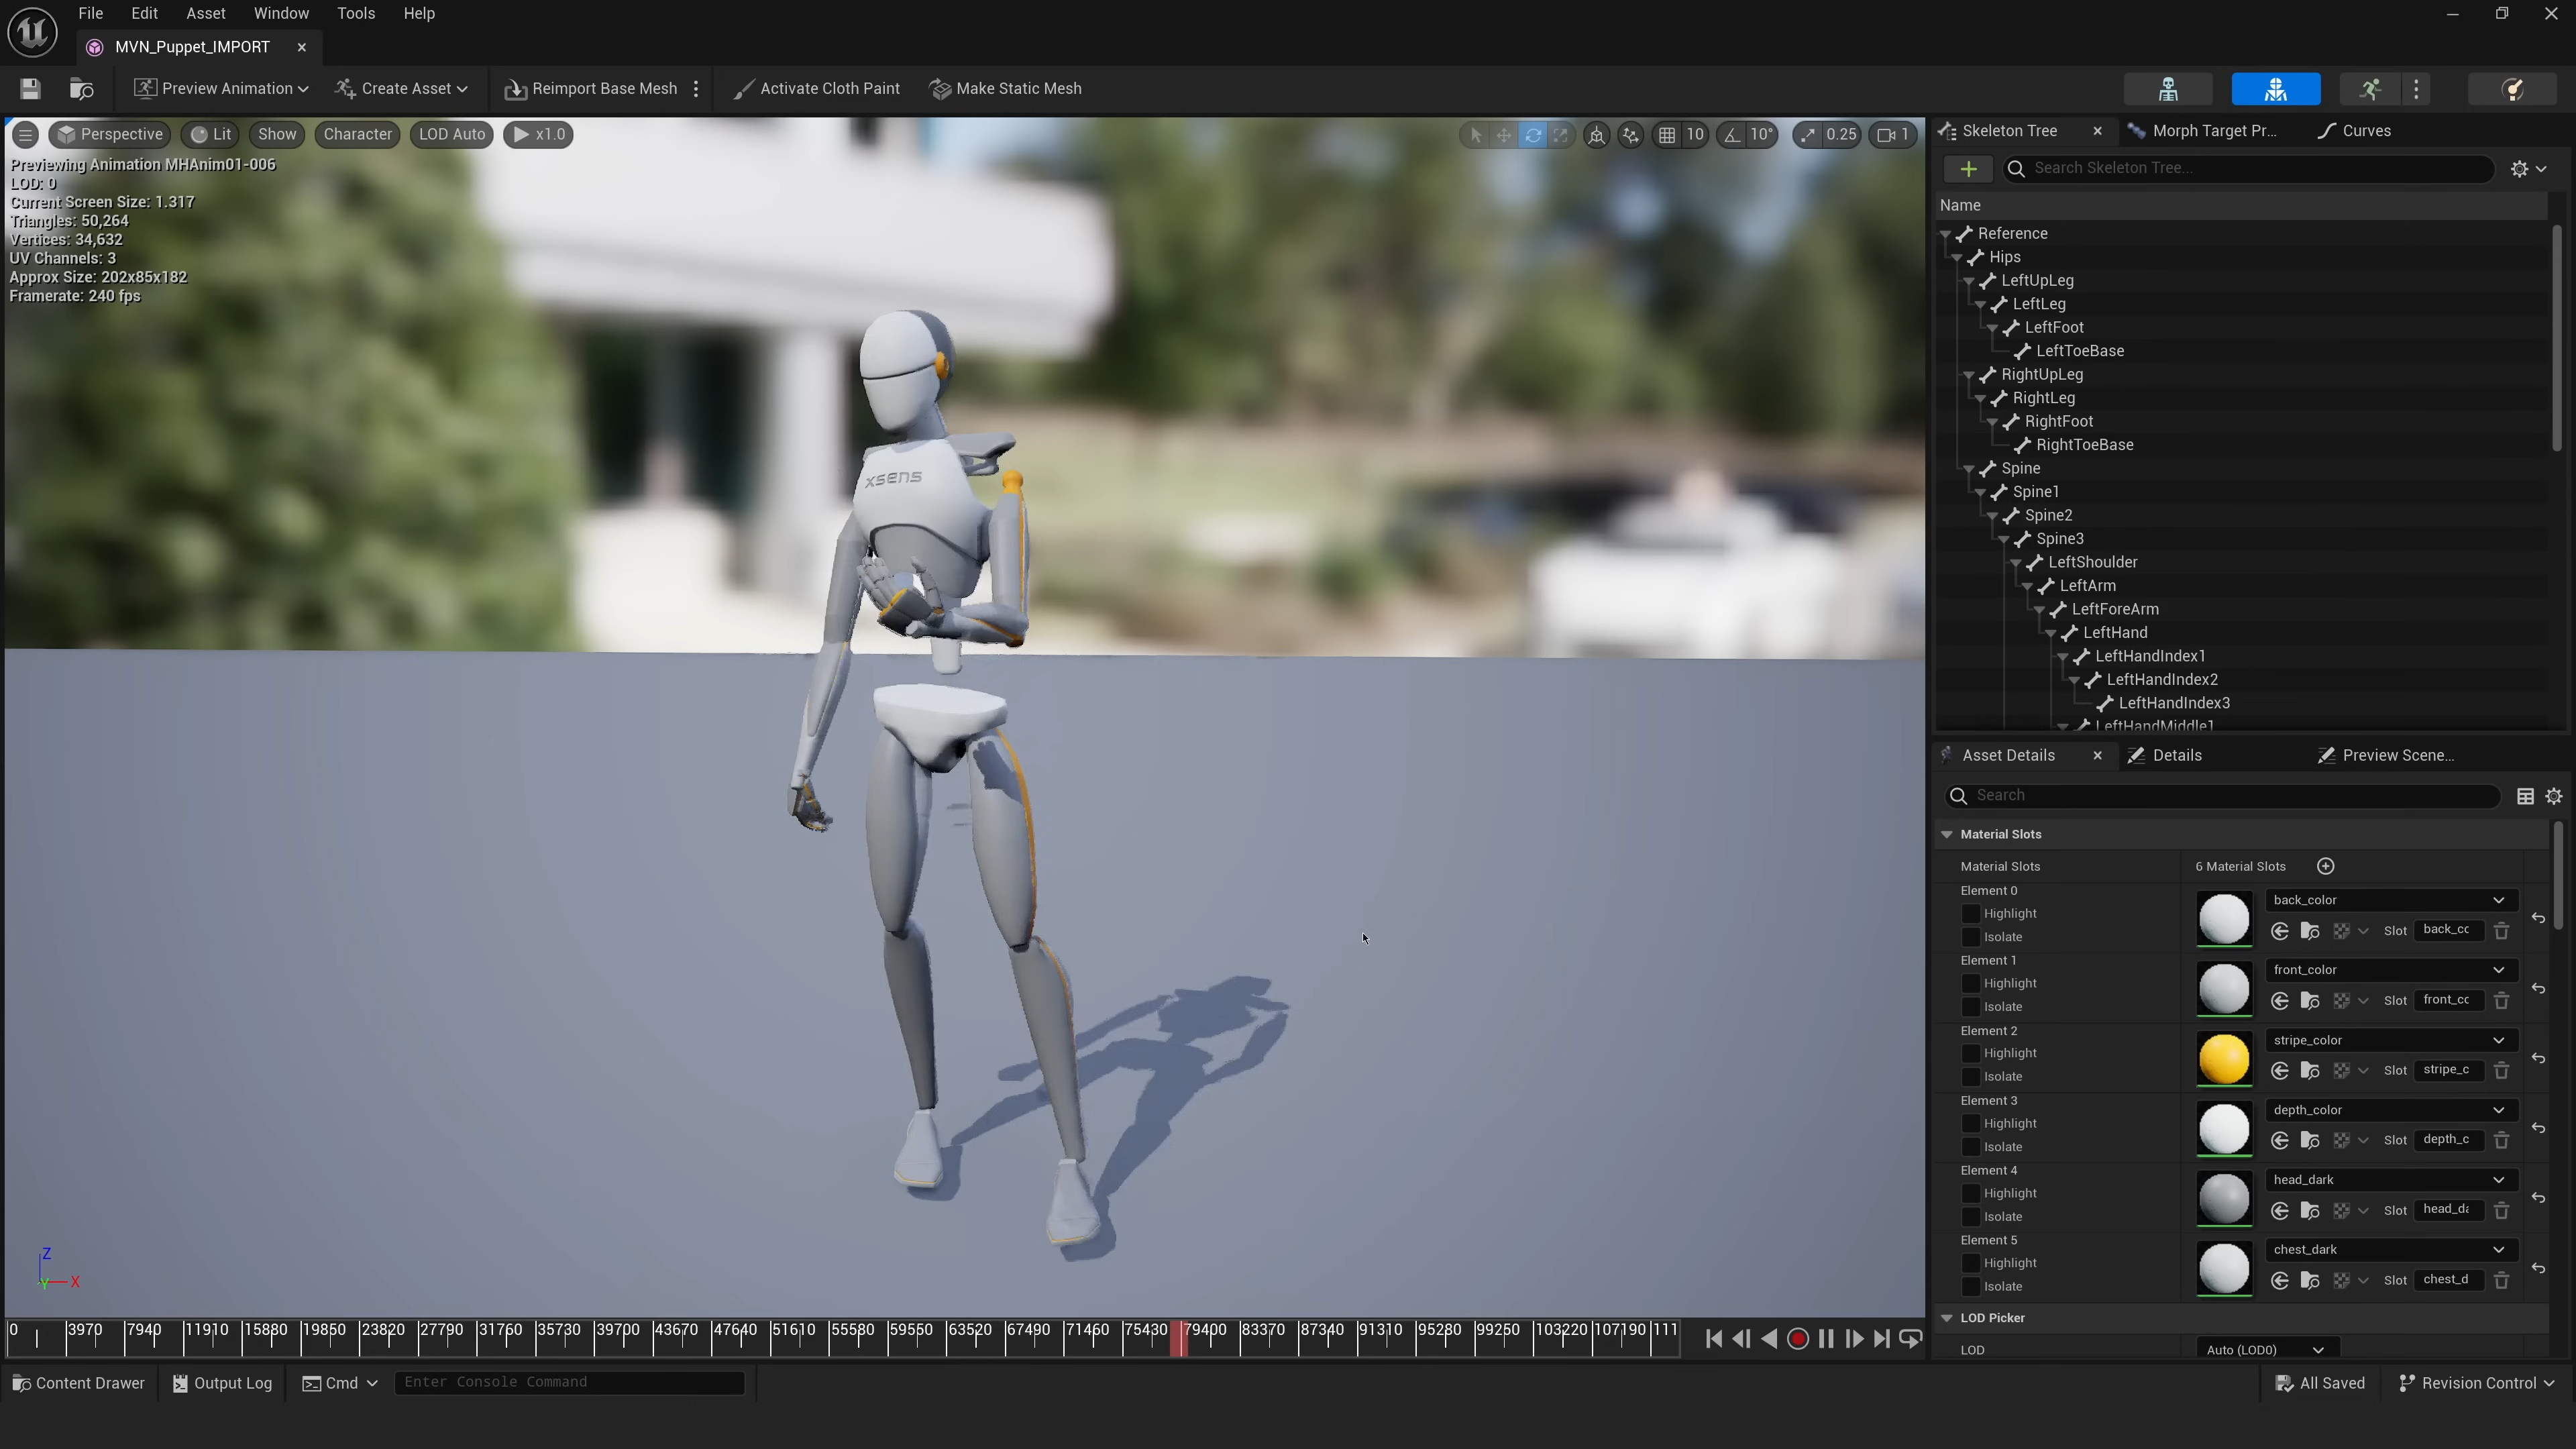 File Edit Asset Window Tools Help
MVN_Puppet_IMPORT
Preview Animation Create Asset Reimport Base Mesh Activate Cloth Paint Make Static Mesh
Perspective Lit Show Character LOD Auto x1.0 10 10° 0.25 1
Previewing Animation MHAnim01-006
LOD: 0
Current Screen Size: 1.317
Triangles: 50,264
Vertices: 34,632
UV Channels: 3
Approx Size: 202x85x182
Framerate: 240 fps
xsens
Z
Y X
0 3970 7940 11910 15880 19850 23820 27790 31760 35730 39700 43670 47640 51610 55580 59550 63520 67490 71460 75430 79400 83370 87340 91310 95280 99250 103220 107190 111
Skeleton Tree Morph Target Pr... Curves
Search Skeleton Tree...
Name
Reference
Hips
LeftUpLeg
LeftLeg
LeftFoot
LeftToeBase
RightUpLeg
RightLeg
RightFoot
RightToeBase
Spine
Spine1
Spine2
Spine3
LeftShoulder
LeftArm
LeftForeArm
LeftHand
LeftHandIndex1
LeftHandIndex2
LeftHandIndex3
LeftHandMiddle1
Asset Details Details Preview Scene...
Search
Material Slots
Material Slots 6 Material Slots
Element 0
Highlight
Isolate
back_color
Slot back_cc
Element 1
Highlight
Isolate
front_color
Slot front_cc
Element 2
Highlight
Isolate
stripe_color
Slot stripe_c
Element 3
Highlight
Isolate
depth_color
Slot depth_c
Element 4
Highlight
Isolate
head_dark
Slot head_da
Element 5
Highlight
Isolate
chest_dark
Slot chest_d
LOD Picker
LOD Auto (LOD0)
Content Drawer Output Log Cmd Enter Console Command All Saved Revision Control